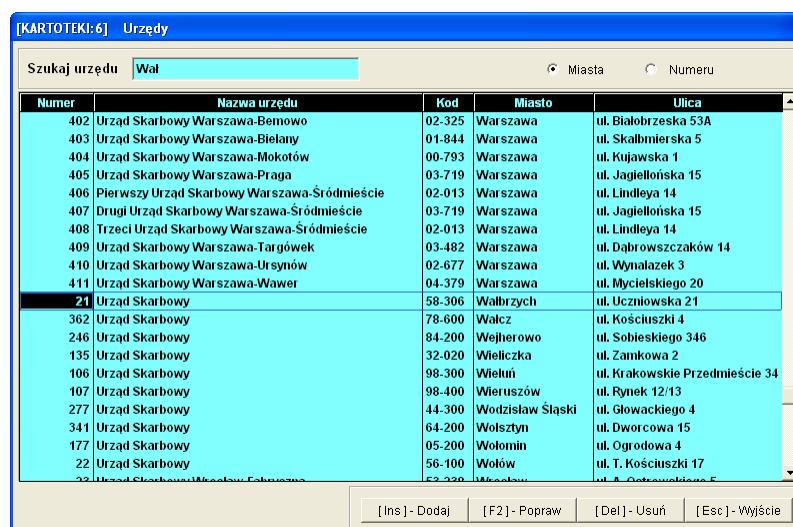 [KARTOTEKI:6] Urzędy
Szukaj urzędu Wał Miasta Numeru
Numer Nazwa urzędu Kod Miasto Ulica
402 Urząd Skarbowy Warszawa-Bemowo 02-325 Warszawa ul. Białobrzeska 53A
403 Urząd Skarbowy Warszawa-Bielany 01-844 Warszawa ul. Skalbmierska 5
404 Urząd Skarbowy Warszawa-Mokotów 00-793 Warszawa ul. Kujawska 1
405 Urząd Skarbowy Warszawa-Praga 03-719 Warszawa ul. Jagiellońska 15
406 Pierwszy Urząd Skarbowy Warszawa-Śródmieście 02-013 Warszawa ul. Lindleya 14
407 Drugi Urząd Skarbowy Warszawa-Śródmieście 03-719 Warszawa ul. Jagiellońska 15
408 Trzeci Urząd Skarbowy Warszawa-Śródmieście 02-013 Warszawa ul. Lindleya 14
409 Urząd Skarbowy Warszawa-Targówek 03-482 Warszawa ul. Dąbrowszczaków 14
410 Urząd Skarbowy Warszawa-Ursynów 02-677 Warszawa ul. Wynalazek 3
411 Urząd Skarbowy Warszawa-Wawer 04-379 Warszawa ul. Mycielskiego 20
21 Urząd Skarbowy 58-306 Wałbrzych ul. Uczniowska 21
362 Urząd Skarbowy 78-600 Wałcz ul. Kościuszki 4
246 Urząd Skarbowy 84-200 Wejherowo ul. Sobieskiego 346
135 Urząd Skarbowy 32-020 Wieliczka ul. Zamkowa 2
106 Urząd Skarbowy 98-300 Wieluń ul. Krakowskie Przedmieście 34
107 Urząd Skarbowy 98-400 Wieruszów ul. Rynek 12/13
277 Urząd Skarbowy 44-300 Wodzisław Śląski ul. Głowackiego 4
341 Urząd Skarbowy 64-200 Wolsztyn ul. Dworcowa 15
177 Urząd Skarbowy 05-200 Wołomin ul. Ogrodowa 4
22 Urząd Skarbowy 56-100 Wołów ul. T. Kościuszki 17
23 Urząd Skarbowy Wrocław-Fabryczna 53-238 Wrocław ul. A. Ostrowskiego 5
[Ins]- Dodaj [F2]- Popraw [Del]- Usuń [Esc]- Wyjście